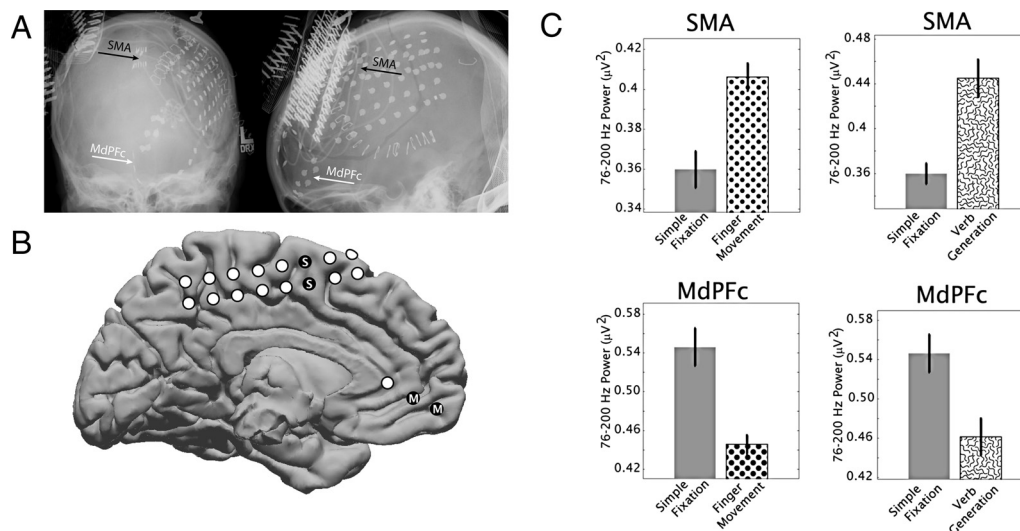 A
SMA
SMA
MdPFc
MdPFc
B
S
S
M
M
C
SMA
76-200 Hz Power (μV²)
0.42
0.4
0.38
0.36
0.34
Simple
Fixation
Finger
Movement
SMA
76-200 Hz Power (μV²)
0.44
0.4
0.36
Simple
Fixation
Verb
Generation
MdPFc
76-200 Hz Power (μV²)
0.58
0.54
0.50
0.46
0.42
Simple
Fixation
Finger
Movement
MdPFc
76-200 Hz Power (μV²)
0.58
0.54
0.50
0.46
0.42
Simple
Fixation
Verb
Generation